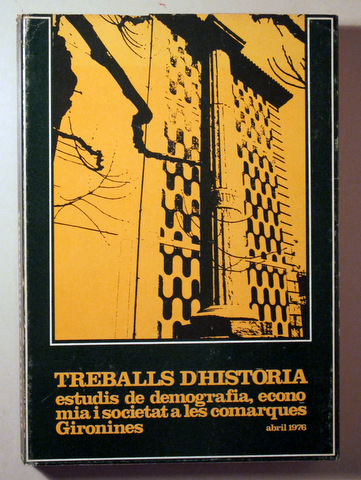 TREBALLS D'HISTORIA
estudis de demografia, econo
mia i societat a les comarques
Gironines
abril 1976